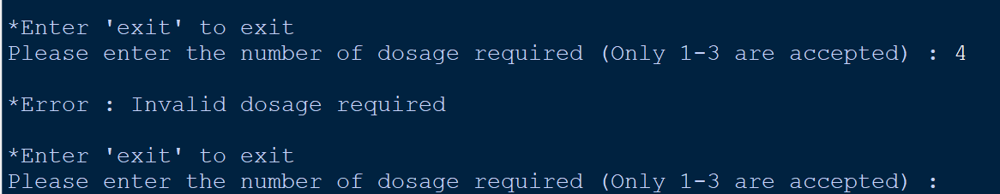 *Enter 'exit' to exit
Please enter the number of dosage required (Only 1-3 are accepted) : 4
*Error : Invalid dosage required
*Enter 'exit' to exit
Please enter the number of dosage required (Only 1-3 are accepted) :